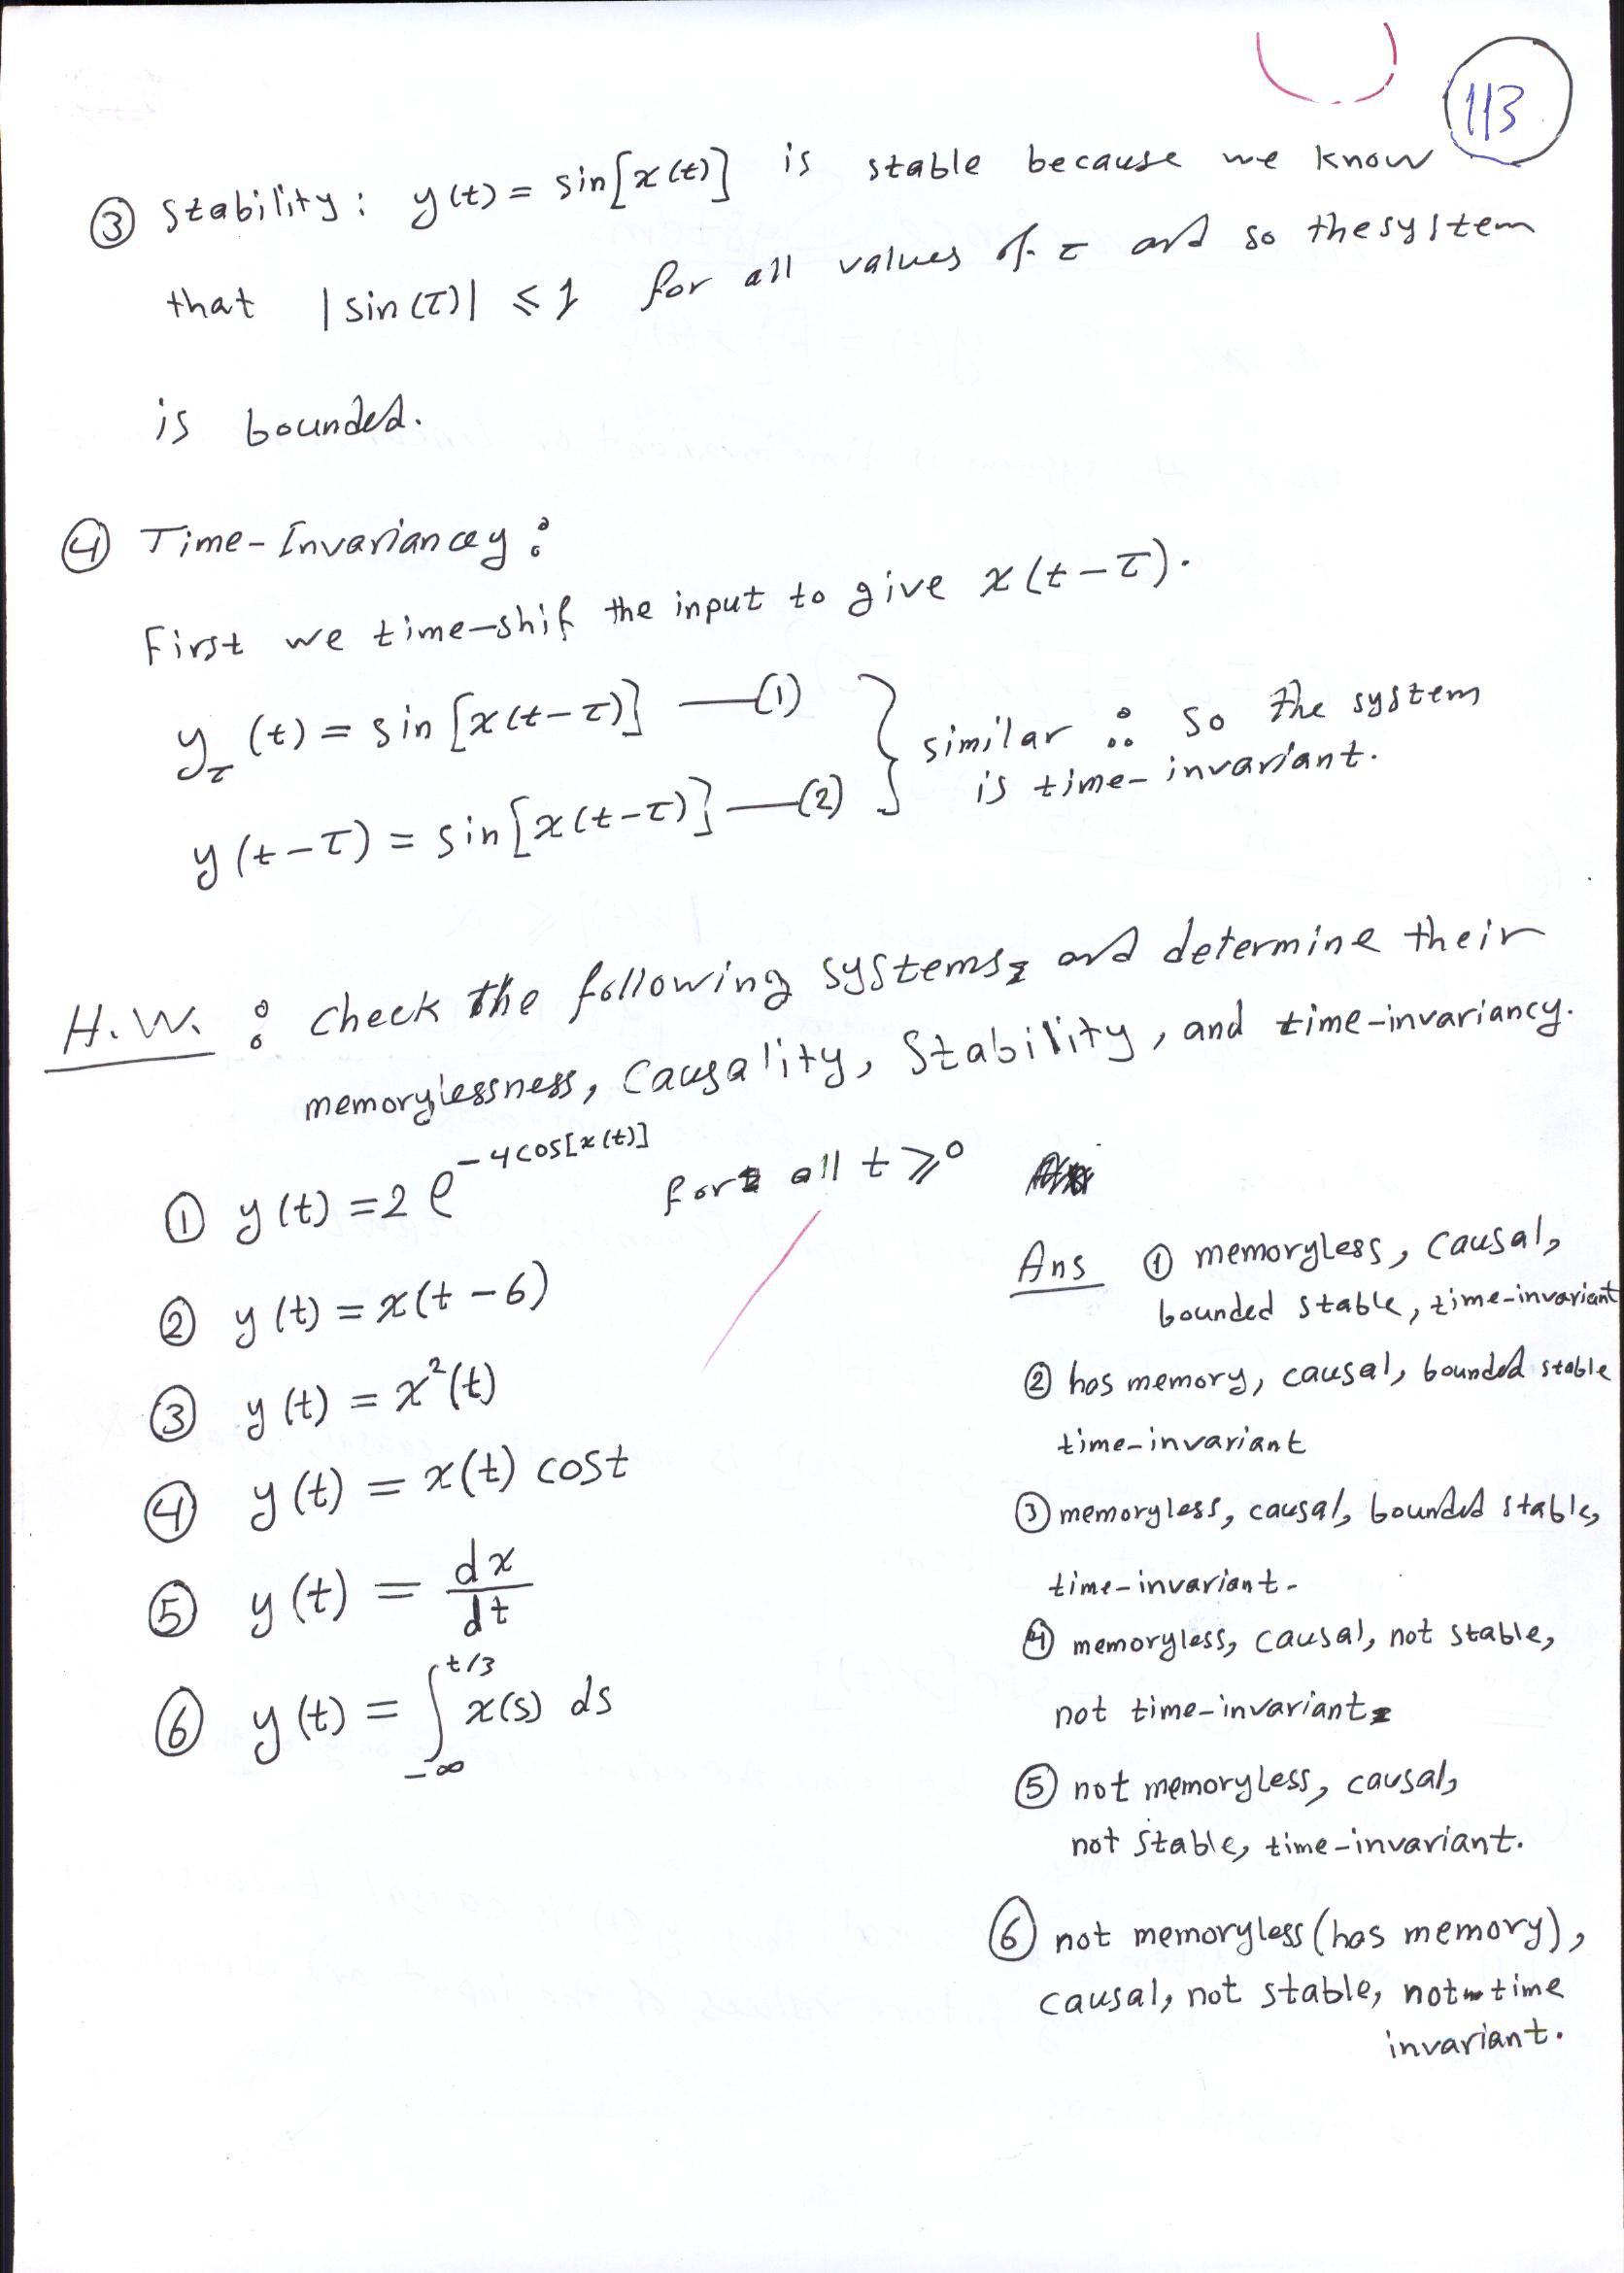 113
③ Stability: y(t) = sin[x(t)] is stable because we know
that |sin(τ)| ≤ 1 for all values of τ and so the system
is bounded.
④ Time-Invariancey:
First we time-shif the input to give x(t-τ).
y_τ(t) = sin[x(t-τ)] —(1)
y(t-τ) = sin[x(t-τ)] —(2)
} similar ∴ so the system
is time-invariant.
H.W. : check the following systems, and determine their
memorylessness, Causality, Stability, and time-invariancy.
① y(t) = 2 e^{-4cos[x(t)]} for all t ≥ 0
② y(t) = x(t-6)
③ y(t) = x²(t)
④ y(t) = x(t) cost
⑤ y(t) = dx/dt
⑥ y(t) = ∫_{-∞}^{t/3} x(s) ds
Ans ① memoryless, causal,
bounded stable, time-invariant
② has memory, causal, bounded stable
time-invariant
③ memoryless, causal, bounded stable,
time-invariant.
④ memoryless, causal, not stable,
not time-invariant
⑤ not memoryless, causal,
not stable, time-invariant.
⑥ not memoryless (has memory),
causal, not stable, not time
invariant.